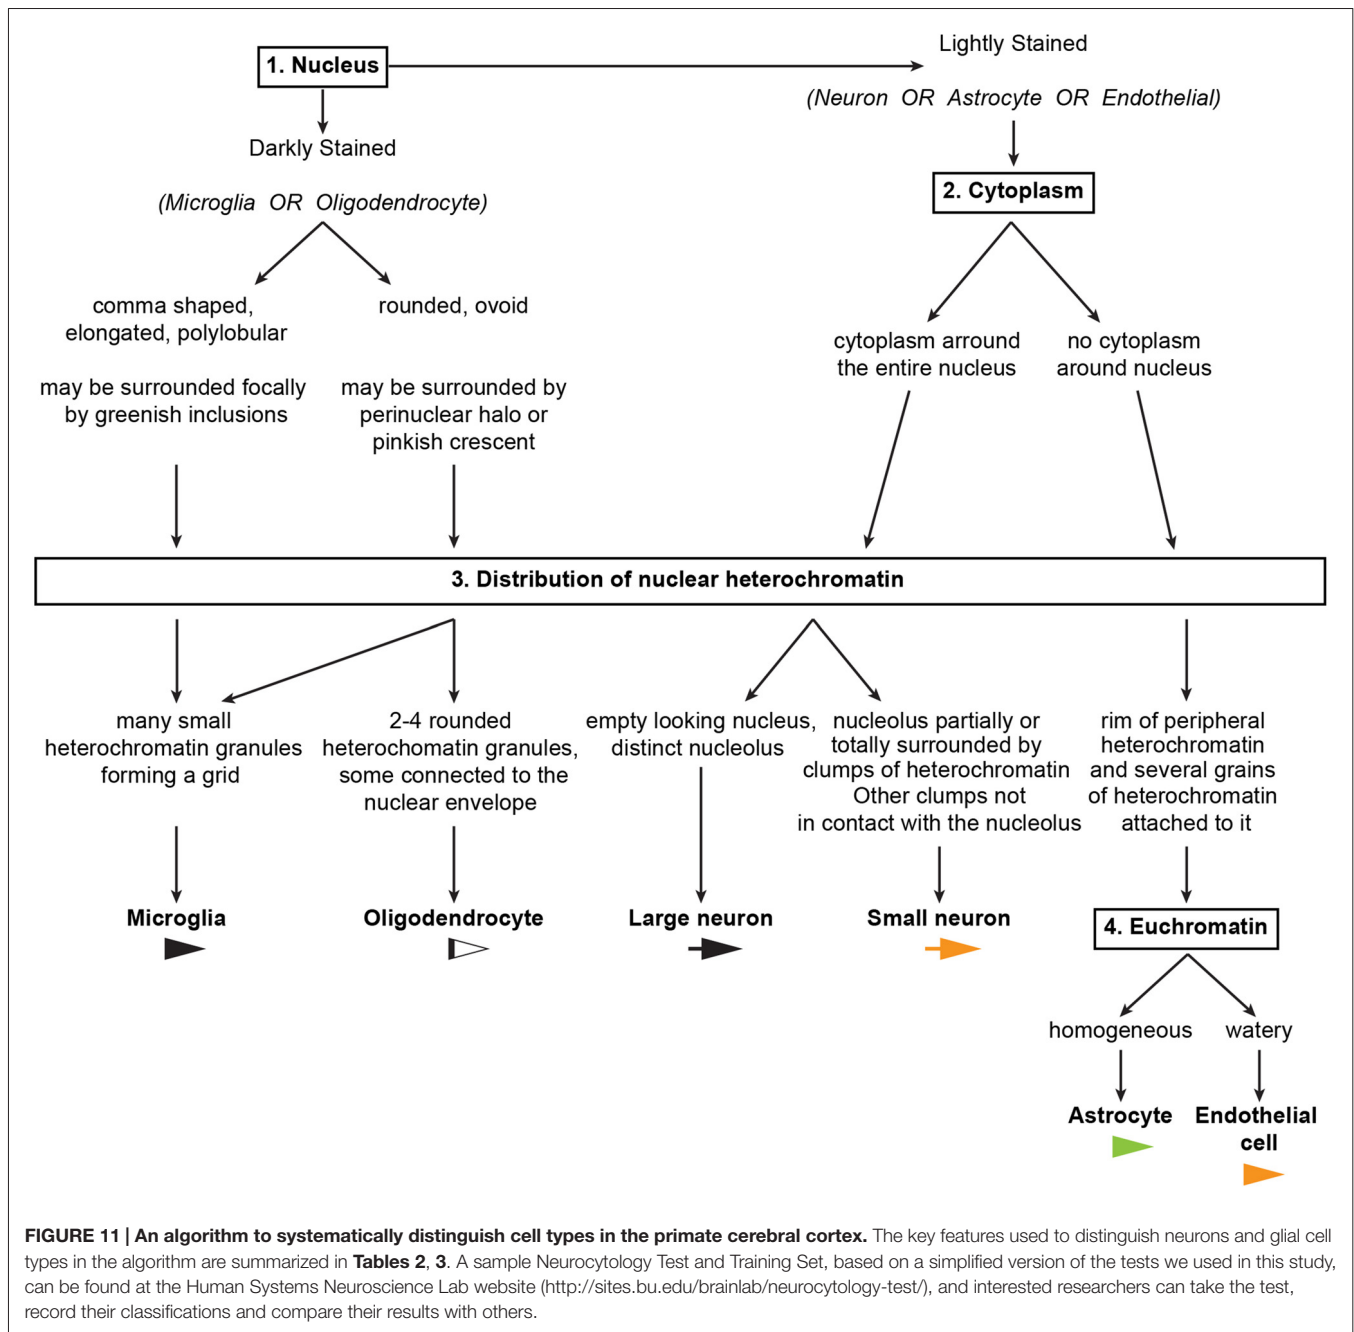 1. Nucleus
Lightly Stained
(Neuron OR Astrocyte OR Endothelial)
Darkly Stained
(Microglia OR Oligodendrocyte)
2. Cytoplasm
comma shaped,
elongated, polylobular
rounded, ovoid
may be surrounded focally
by greenish inclusions
may be surrounded by
perinuclear halo or
pinkish crescent
cytoplasm arround
the entire nucleus
no cytoplasm
around nucleus
3. Distribution of nuclear heterochromatin
many small
heterochromatin granules
forming a grid
2-4 rounded
heterochomatin granules,
some connected to the
nuclear envelope
empty looking nucleus,
distinct nucleolus
nucleolus partially or
totally surrounded by
clumps of heterochromatin
Other clumps not
in contact with the nucleolus
rim of peripheral
heterochromatin
and several grains
of heterochromatin
attached to it
Microglia
Oligodendrocyte
Large neuron
Small neuron
4. Euchromatin
homogeneous
watery
Astrocyte
Endothelial
cell
FIGURE 11 | An algorithm to systematically distinguish cell types in the primate cerebral cortex. The key features used to distinguish neurons and glial cell
types in the algorithm are summarized in Tables 2, 3. A sample Neurocytology Test and Training Set, based on a simplified version of the tests we used in this study,
can be found at the Human Systems Neuroscience Lab website (http://sites.bu.edu/brainlab/neurocytology-test/), and interested researchers can take the test,
record their classifications and compare their results with others.